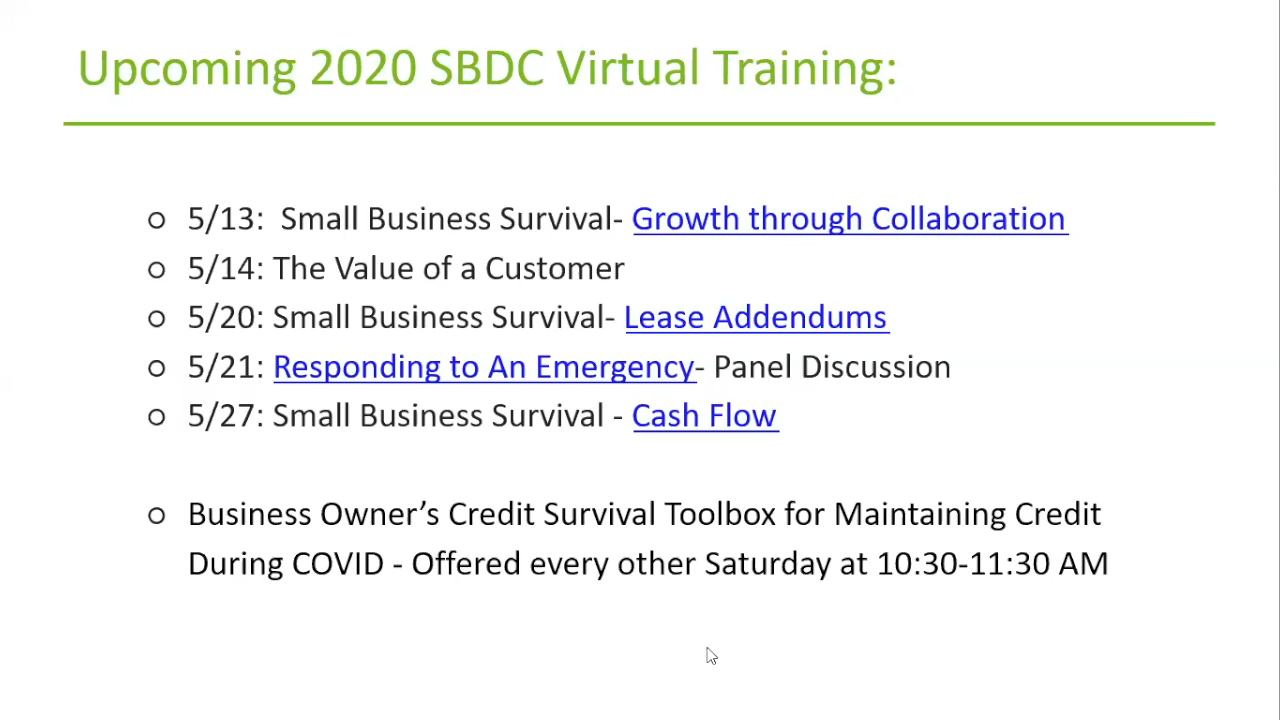 Upcoming 2020 SBDC Virtual Training:
○ 5/13:  Small Business Survival- Growth through Collaboration
○ 5/14: The Value of a Customer
○ 5/20: Small Business Survival- Lease Addendums
○ 5/21: Responding to An Emergency- Panel Discussion
○ 5/27: Small Business Survival - Cash Flow
○ Business Owner’s Credit Survival Toolbox for Maintaining Credit
During COVID - Offered every other Saturday at 10:30-11:30 AM